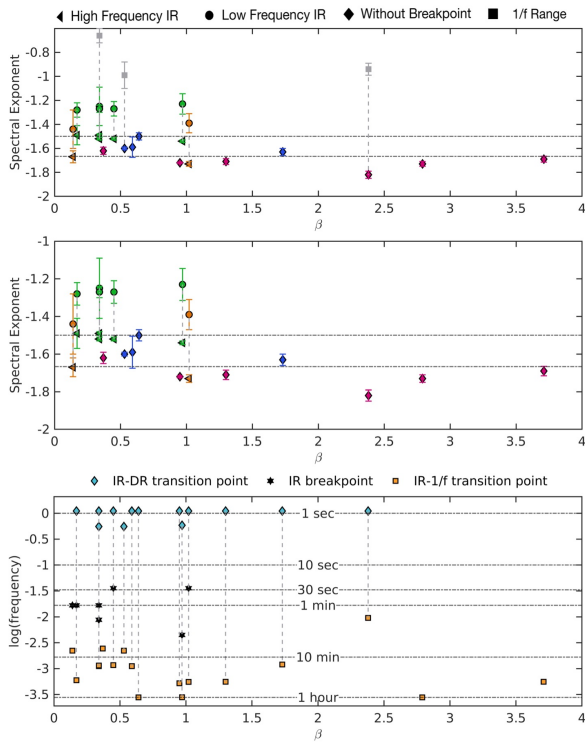 High Frequency IR Low Frequency IR Without Breakpoint 1/f Range
Spectral Exponent
-0.8
-1
-1.2
-1.4
-1.6
-1.8
-2
0 0.5 1 1.5 2 2.5 3 3.5 4
β
Spectral Exponent
-1
-1.2
-1.4
-1.6
-1.8
-2
0 0.5 1 1.5 2 2.5 3 3.5 4
β
IR-DR transition point IR breakpoint IR-1/f transition point
log(frequency)
0
-0.5
-1
-1.5
-2
-2.5
-3
-3.5
1 sec
10 sec
30 sec
1 min
10 min
1 hour
0 0.5 1 1.5 2 2.5 3 3.5 4
β